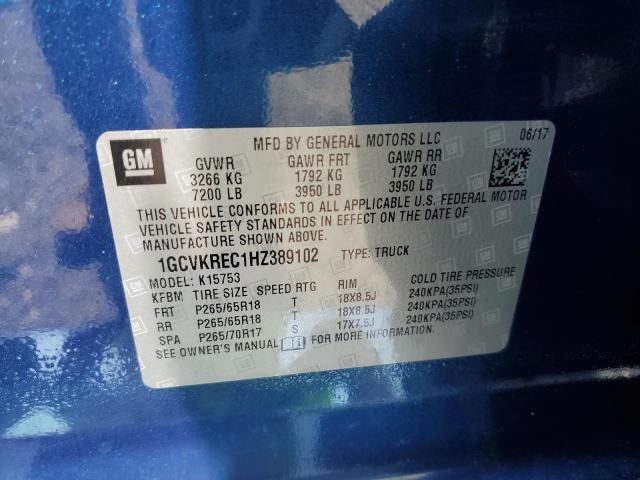 MFD BY GENERAL MOTORS LLC 06/17
GM
GVWR GAWR FRT GAWR RR
3266 KG 1792 KG 1792 KG
7200 LB 3950 LB 3950 LB
THIS VEHICLE CONFORMS TO ALL APPLICABLE U.S. FEDERAL MOTOR
VEHICLE SAFETY STANDARDS IN EFFECT ON THE DATE OF
MANUFACTURE SHOWN ABOVE.
1GCVKREC1HZ389102 TYPE: TRUCK
MODEL: K15753
KFBM TIRE SIZE SPEED RTG RIM COLD TIRE PRESSURE
FRT P265/65R18 T 18X8.5J 240KPA(35PSI)
RR P265/65R18 T 18X8.5J 240KPA(35PSI)
SPA P265/70R17 S 17X7.5J 240KPA(35PSI)
SEE OWNER'S MANUAL FOR MORE INFORMATION.